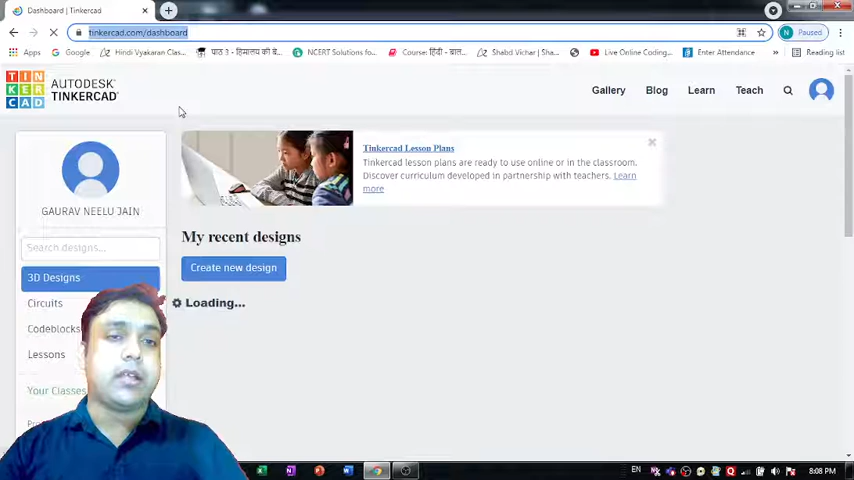 Dashboard | Tinkercad
tinkercad.com/dashboard
Paused
Apps
Google
Hindi Vyakaran Clas...
पाठ 3 - हिमालय की बे...
NCERT Solutions fo...
Course: हिंदी - बाल...
Shabd Vichar | Sha...
Live Online Coding...
Enter Attendance
Reading list
TIN
KER
CAD
AUTODESK
TINKERCAD
Gallery
Blog
Learn
Teach
GAURAV NEELU JAIN
Search designs...
3D Designs
Circuits
Codeblocks
Lessons
Your Classes
Tinkercad Lesson Plans
Tinkercad lesson plans are ready to use online or in the classroom.
Discover curriculum developed in partnership with teachers. Learn
more
My recent designs
Create new design
Loading...
EN
8:08 PM